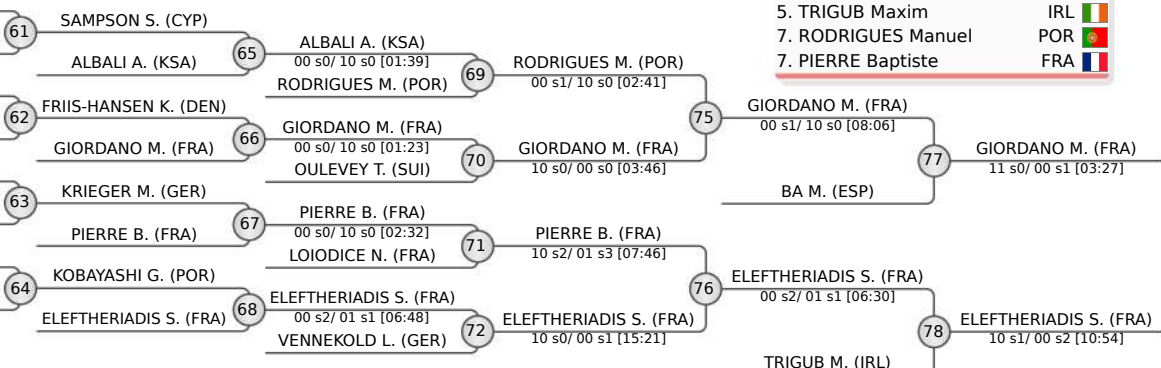 5. TRIGUB Maxim IRL
7. RODRIGUES Manuel POR
7. PIERRE Baptiste FRA
61
SAMPSON S. (CYP)
ALBALI A. (KSA)
65
ALBALI A. (KSA)
00 s0/ 10 s0 [01:39]
RODRIGUES M. (POR)
69
RODRIGUES M. (POR)
00 s1/ 10 s0 [02:41]
62
FRIIS-HANSEN K. (DEN)
GIORDANO M. (FRA)
66
GIORDANO M. (FRA)
00 s0/ 10 s0 [01:23]
OULEVEY T. (SUI)
70
GIORDANO M. (FRA)
10 s0/ 00 s0 [03:46]
75
GIORDANO M. (FRA)
00 s1/ 10 s0 [08:06]
BA M. (ESP)
77
GIORDANO M. (FRA)
11 s0/ 00 s1 [03:27]
63
KRIEGER M. (GER)
PIERRE B. (FRA)
67
PIERRE B. (FRA)
00 s0/ 10 s0 [02:32]
LOIODICE N. (FRA)
71
PIERRE B. (FRA)
10 s2/ 01 s3 [07:46]
64
KOBAYASHI G. (POR)
ELEFTHERIADIS S. (FRA)
68
ELEFTHERIADIS S. (FRA)
00 s2/ 01 s1 [06:48]
VENNEKOLD L. (GER)
72
ELEFTHERIADIS S. (FRA)
10 s0/ 00 s1 [15:21]
76
ELEFTHERIADIS S. (FRA)
00 s2/ 01 s1 [06:30]
TRIGUB M. (IRL)
78
ELEFTHERIADIS S. (FRA)
10 s1/ 00 s2 [10:54]